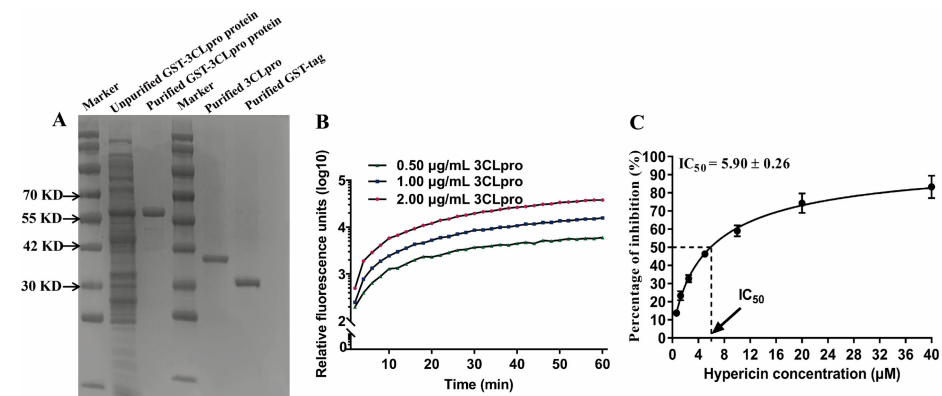 A
Marker
Unpurified GST-3CLpro protein
Purified GST-3CLpro protein
Marker
Purified 3CLpro
Purified GST-tag
70 KD
55 KD
42 KD
30 KD
B
0.50 µg/mL 3CLpro
1.00 µg/mL 3CLpro
2.00 µg/mL 3CLpro
Relative fluorescence units (log10)
5
4
3
2
0
0 10 20 30 40 50 60
Time (min)
C
IC50 = 5.90 ± 0.26
Percentage of inhibition (%)
100
90
80
70
60
50
40
30
20
10
0
IC50
0 4 8 12 16 20 24 28 32 36 40
Hypericin concentration (µM)